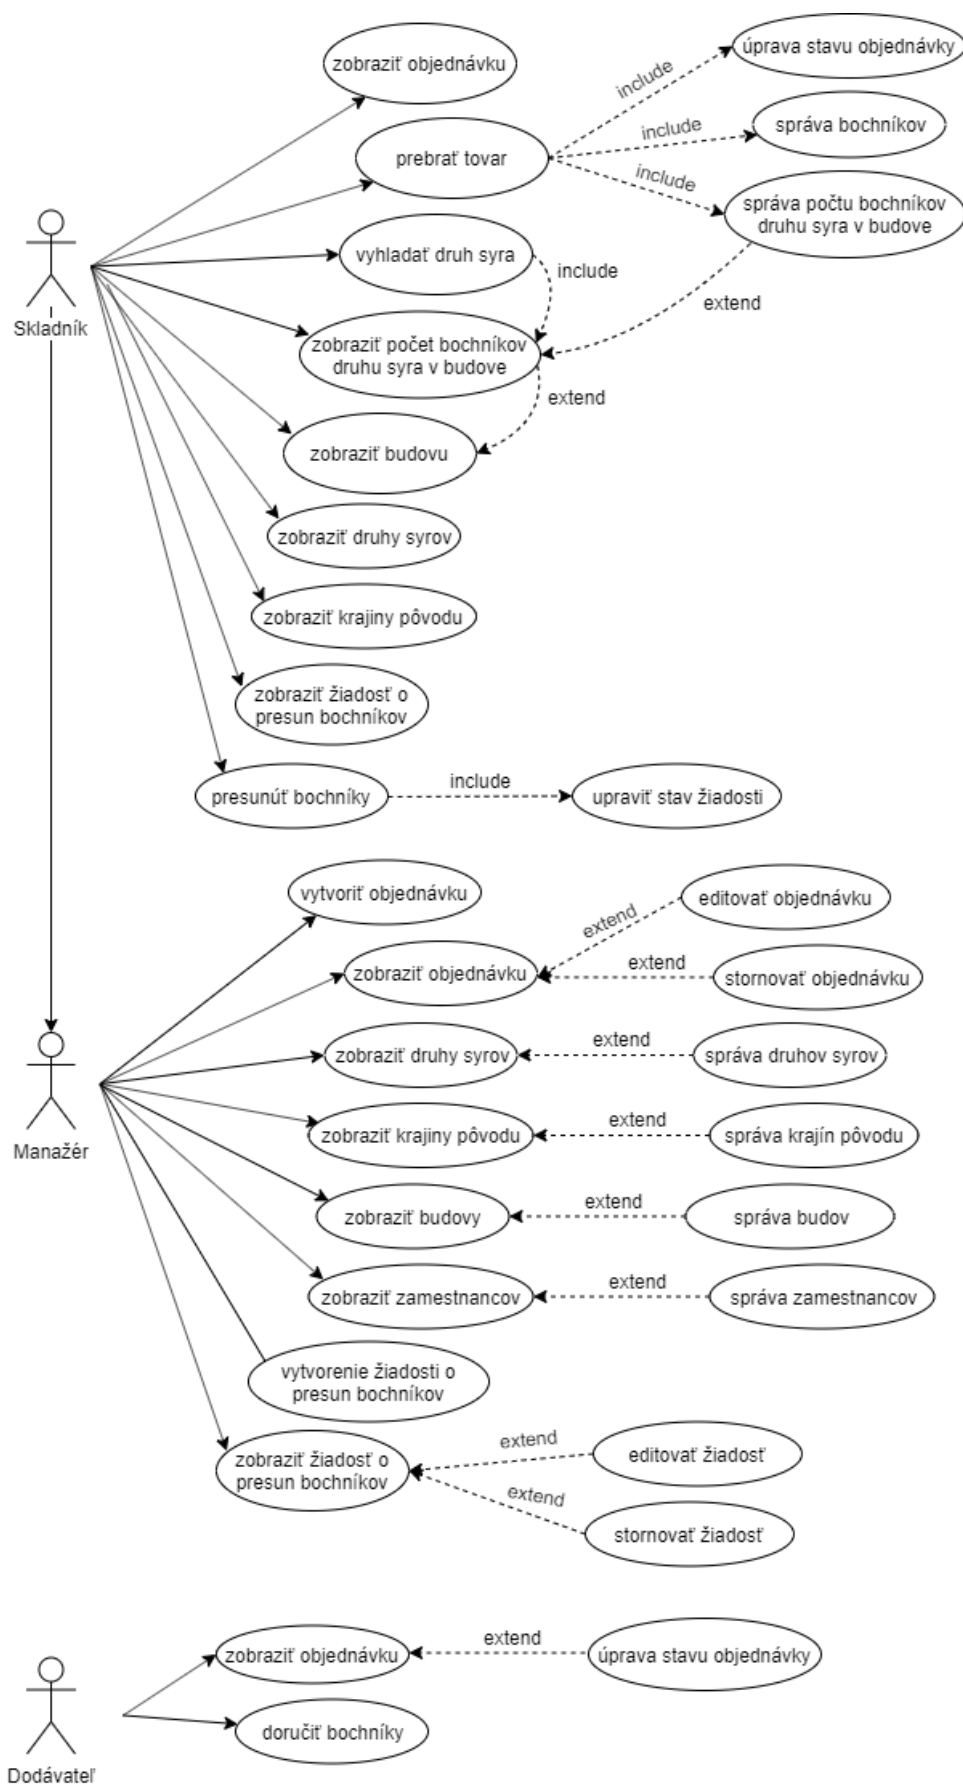 zobraziť objednávku
úprava stavu objednávky
include
správa bochníkov
include
prebrať tovar
include
správa počtu bochníkov
druhu syra v budove
vyhladať druh syra
include
extend
Skladník
zobraziť počet bochníkov
druhu syra v budove
extend
zobraziť budovu
zobraziť druhy syrov
zobraziť krajiny pôvodu
zobraziť žiadosť o
presun bochníkov
presunúť bochníky
include
upraviť stav žiadosti
vytvoriť objednávku
editovať objednávku
extend
zobraziť objednávku
extend
stornovať objednávku
zobraziť druhy syrov
extend
správa druhov syrov
Manažér
zobraziť krajiny pôvodu
extend
správa krajín pôvodu
zobraziť budovy
extend
správa budov
zobraziť zamestnancov
extend
správa zamestnancov
vytvorenie žiadosti o
presun bochníkov
zobraziť žiadosť o
presun bochníkov
extend
editovať žiadosť
extend
stornovať žiadosť
zobraziť objednávku
extend
úprava stavu objednávky
doručiť bochníky
Dodávateľ